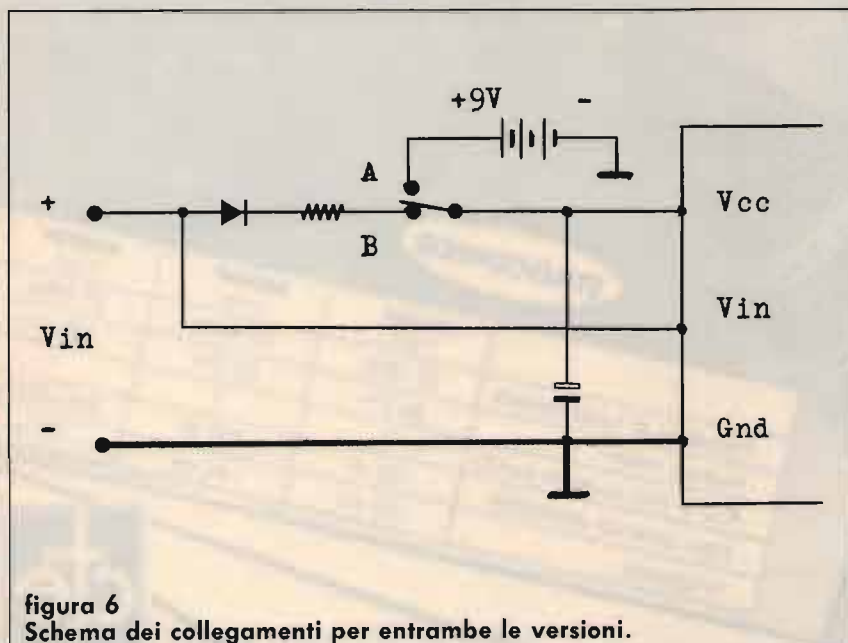 +9V -
A
+
Vcc
B
Vin
Vin
-
Gnd
figura 6
Schema dei collegamenti per entrambe le versioni.